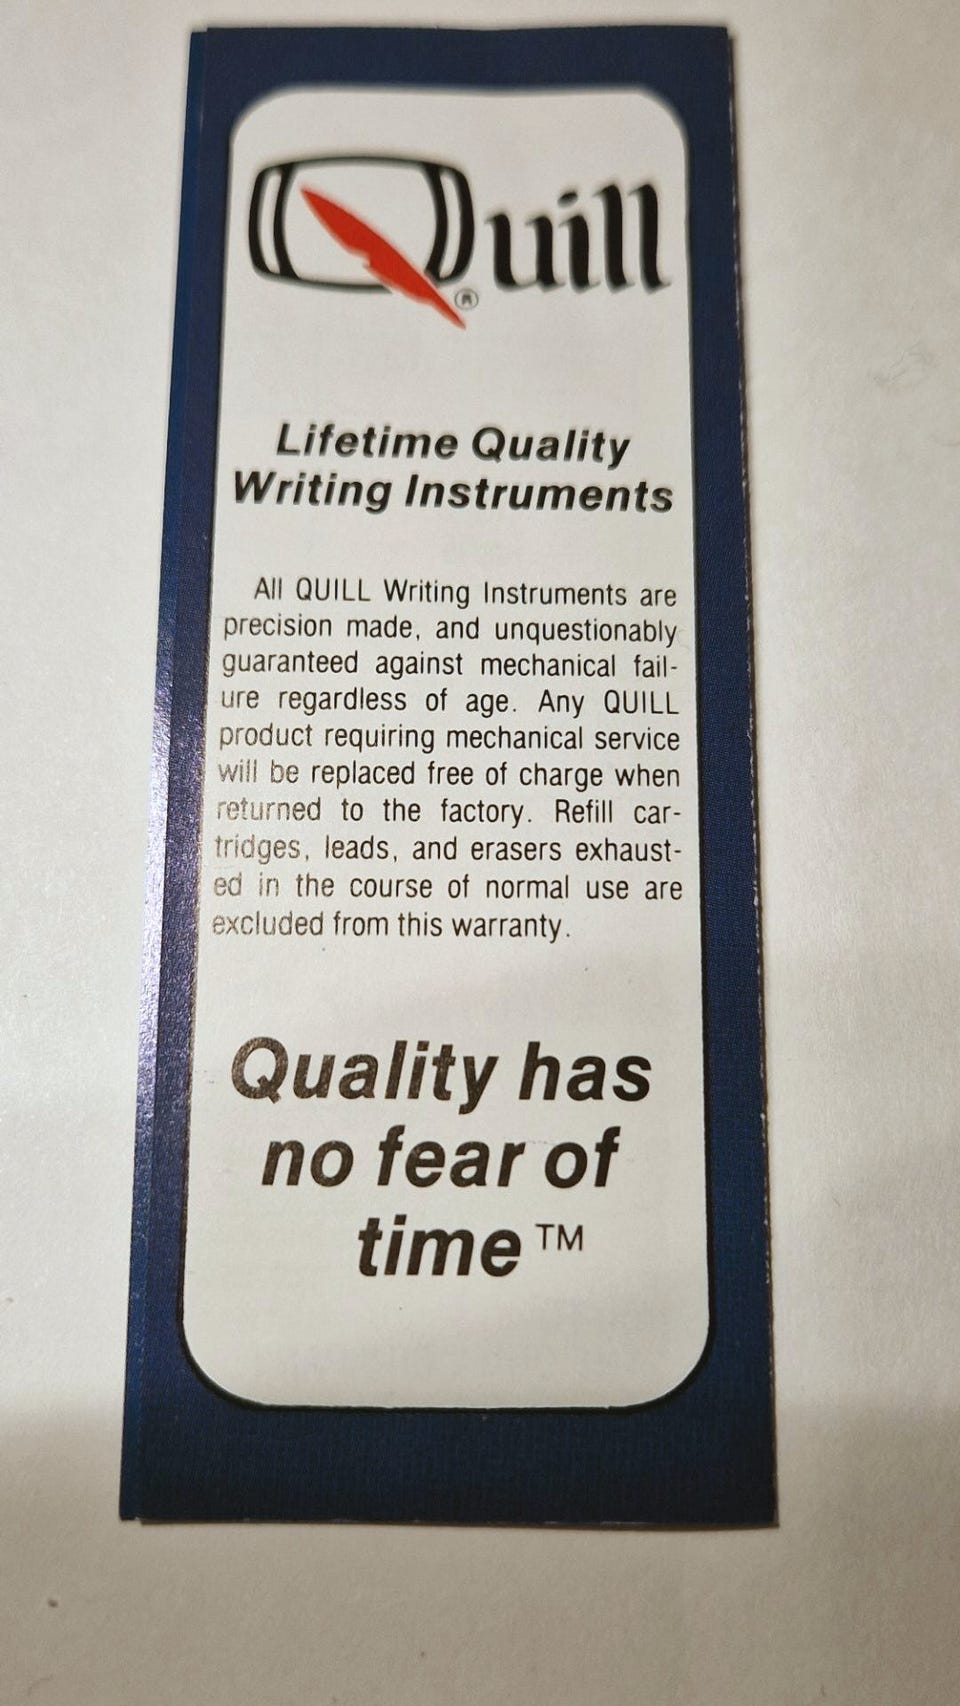 Quill®
Lifetime Quality
Writing Instruments
All QUILL Writing Instruments are
precision made, and unquestionably
guaranteed against mechanical fail-
ure regardless of age. Any QUILL
product requiring mechanical service
will be replaced free of charge when
returned to the factory. Refill car-
tridges, leads, and erasers exhaust-
ed in the course of normal use are
excluded from this warranty.
Quality has
no fear of
time™